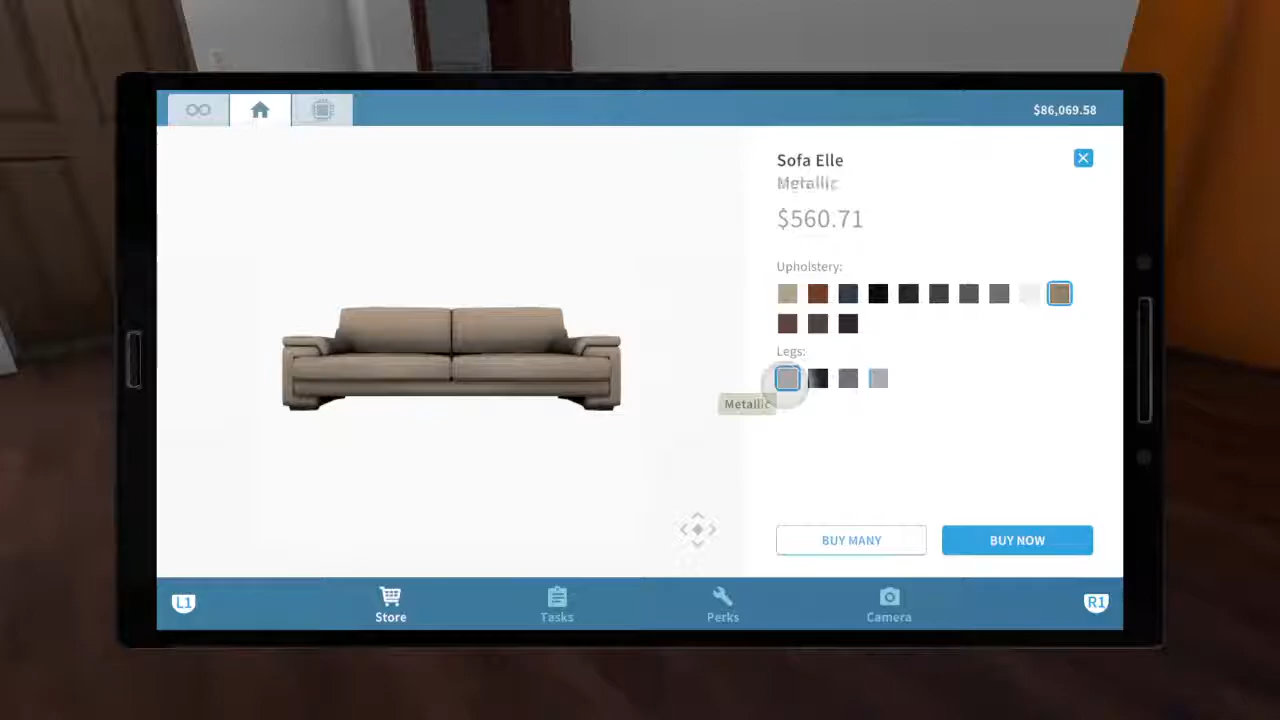 $86,069.58
Sofa Elle
Metallic
$560.71
Upholstery:
Legs:
Metallic
BUY MANY
BUY NOW
L1
Store
Tasks
Perks
Camera
R1